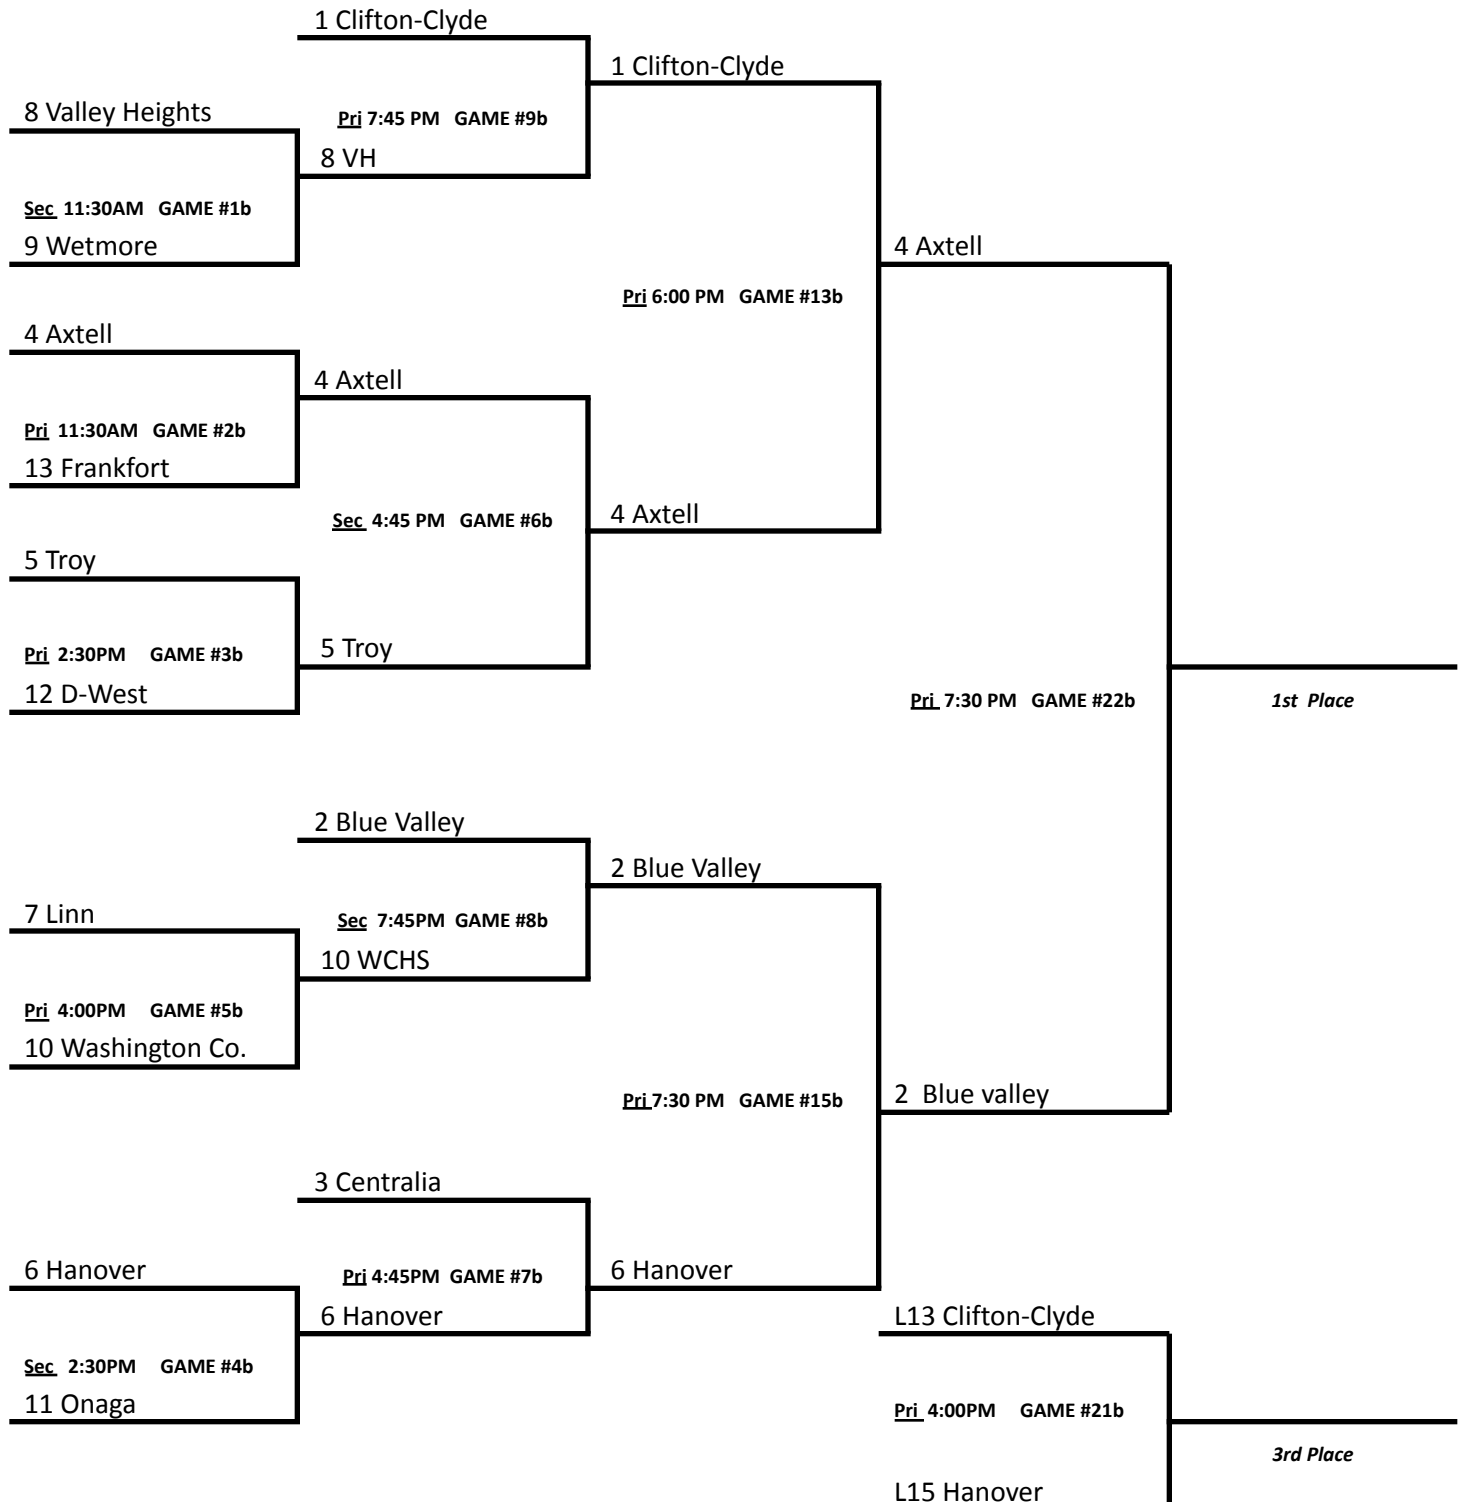 1 Clifton-Clyde
1 Clifton-Clyde
8 Valley Heights
Pri 7:45 PM GAME #9b
8 VH
Sec 11:30AM GAME #1b
9 Wetmore
4 Axtell
Pri 6:00 PM GAME #13b
4 Axtell
4 Axtell
Pri 11:30AM GAME #2b
13 Frankfort
4 Axtell
Sec 4:45 PM GAME #6b
5 Troy
5 Troy
Pri 2:30PM GAME #3b
12 D-West
Pri 7:30 PM GAME #22b
1st Place
2 Blue Valley
2 Blue Valley
7 Linn
Sec 7:45PM GAME #8b
10 WCHS
Pri 4:00PM GAME #5b
10 Washington Co.
Pri 7:30 PM GAME #15b
2 Blue valley
3 Centralia
6 Hanover
Pri 4:45PM GAME #7b
6 Hanover
6 Hanover
L13 Clifton-Clyde
Sec 2:30PM GAME #4b
11 Onaga
Pri 4:00PM GAME #21b
3rd Place
L15 Hanover